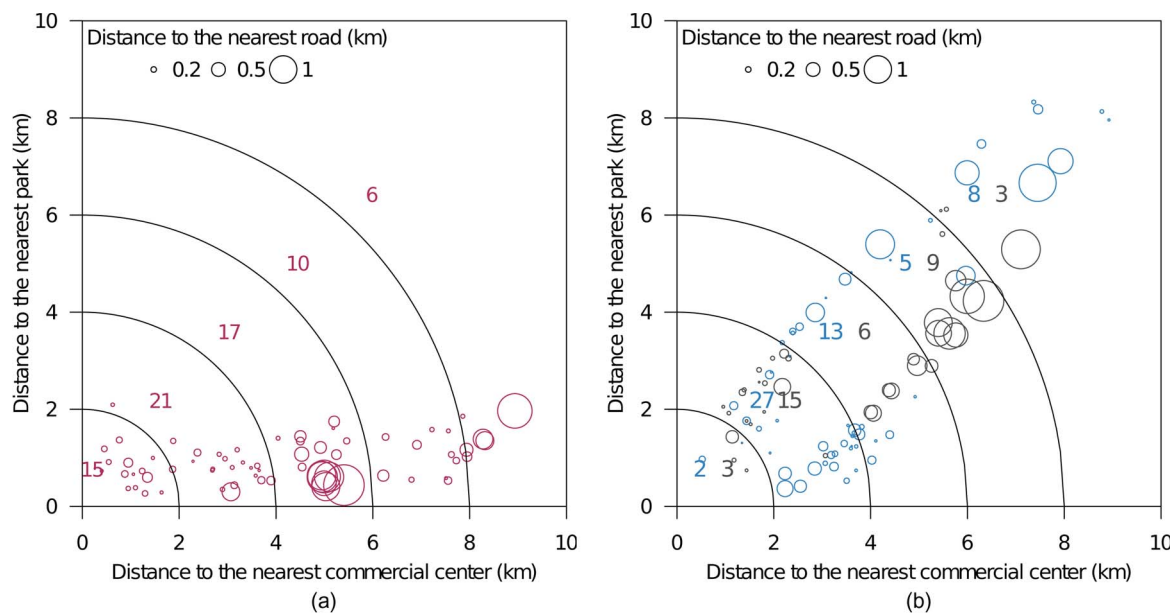 10
8
6
4
2
0
Distance to the nearest park (km)
Distance to the nearest road (km)
0.2 0.5 1
6
10
17
21
15
0 2 4 6 8 10
Distance to the nearest commercial center (km)
(a)
10
8
6
4
2
0
Distance to the nearest park (km)
Distance to the nearest road (km)
0.2 0.5 1
8 3
5 9
13 6
27 15
2 3
0 2 4 6 8 10
Distance to the nearest commercial center (km)
(b)